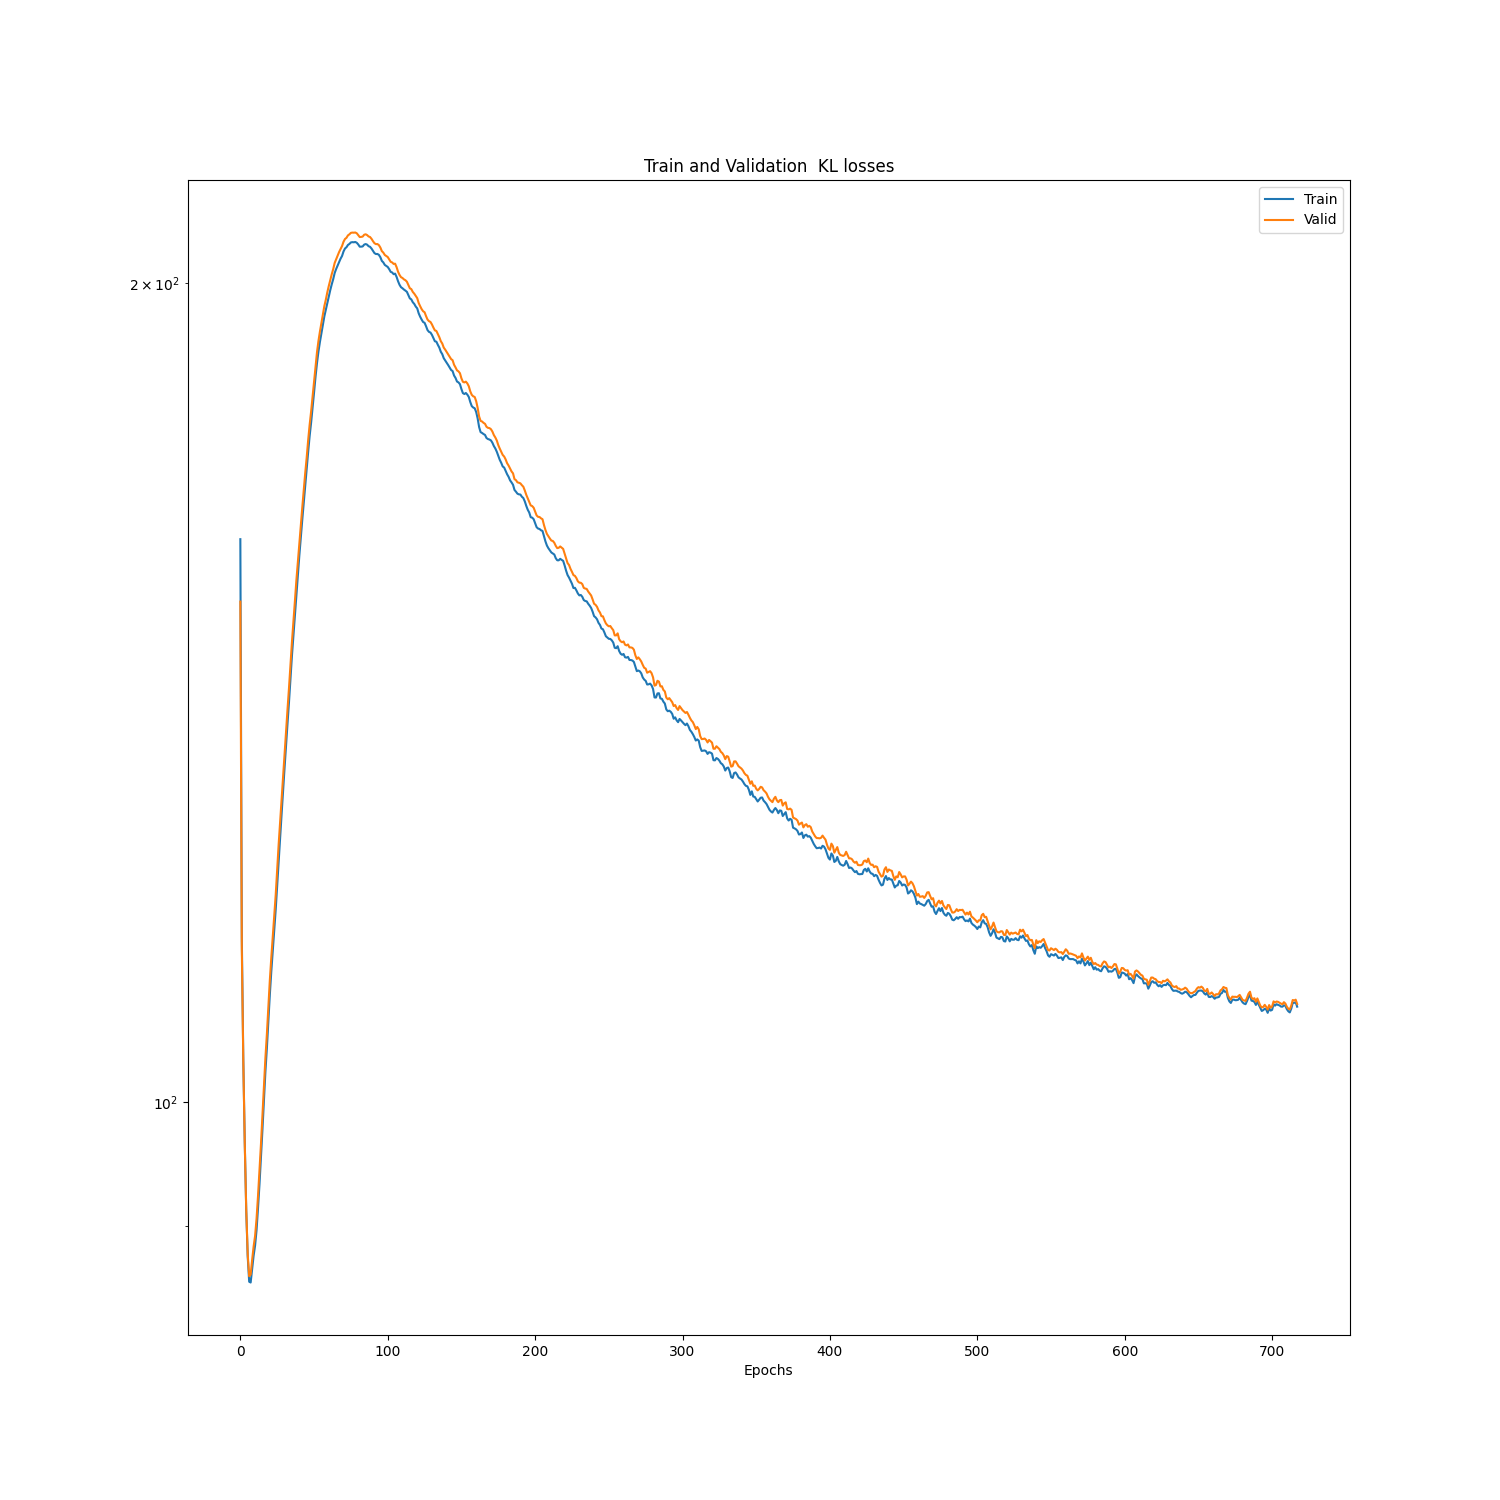 Train and Validation  KL losses
Train
Valid
2 × 10²
10²
0 100 200 300 400 500 600 700
Epochs